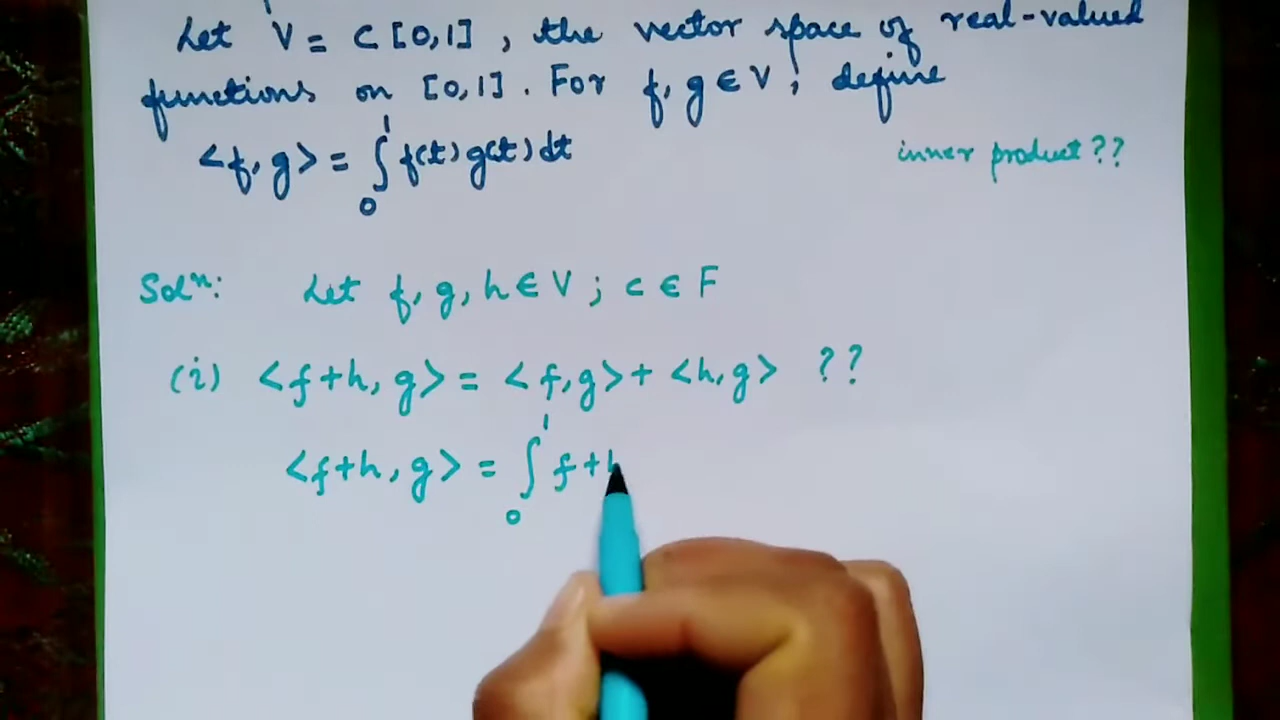 Let V = C [0,1] , the vector space of real-valued
functions on [0,1] . For f, g ∈ V ; define
<f, g> = ∫₀¹ f(t) g(t) dt
inner product ??
Solⁿ: Let f, g, h ∈ V ; c ∈ F
(i) <f+h, g> = <f,g> + <h,g> ??
<f+h, g> = ∫₀¹ f+h